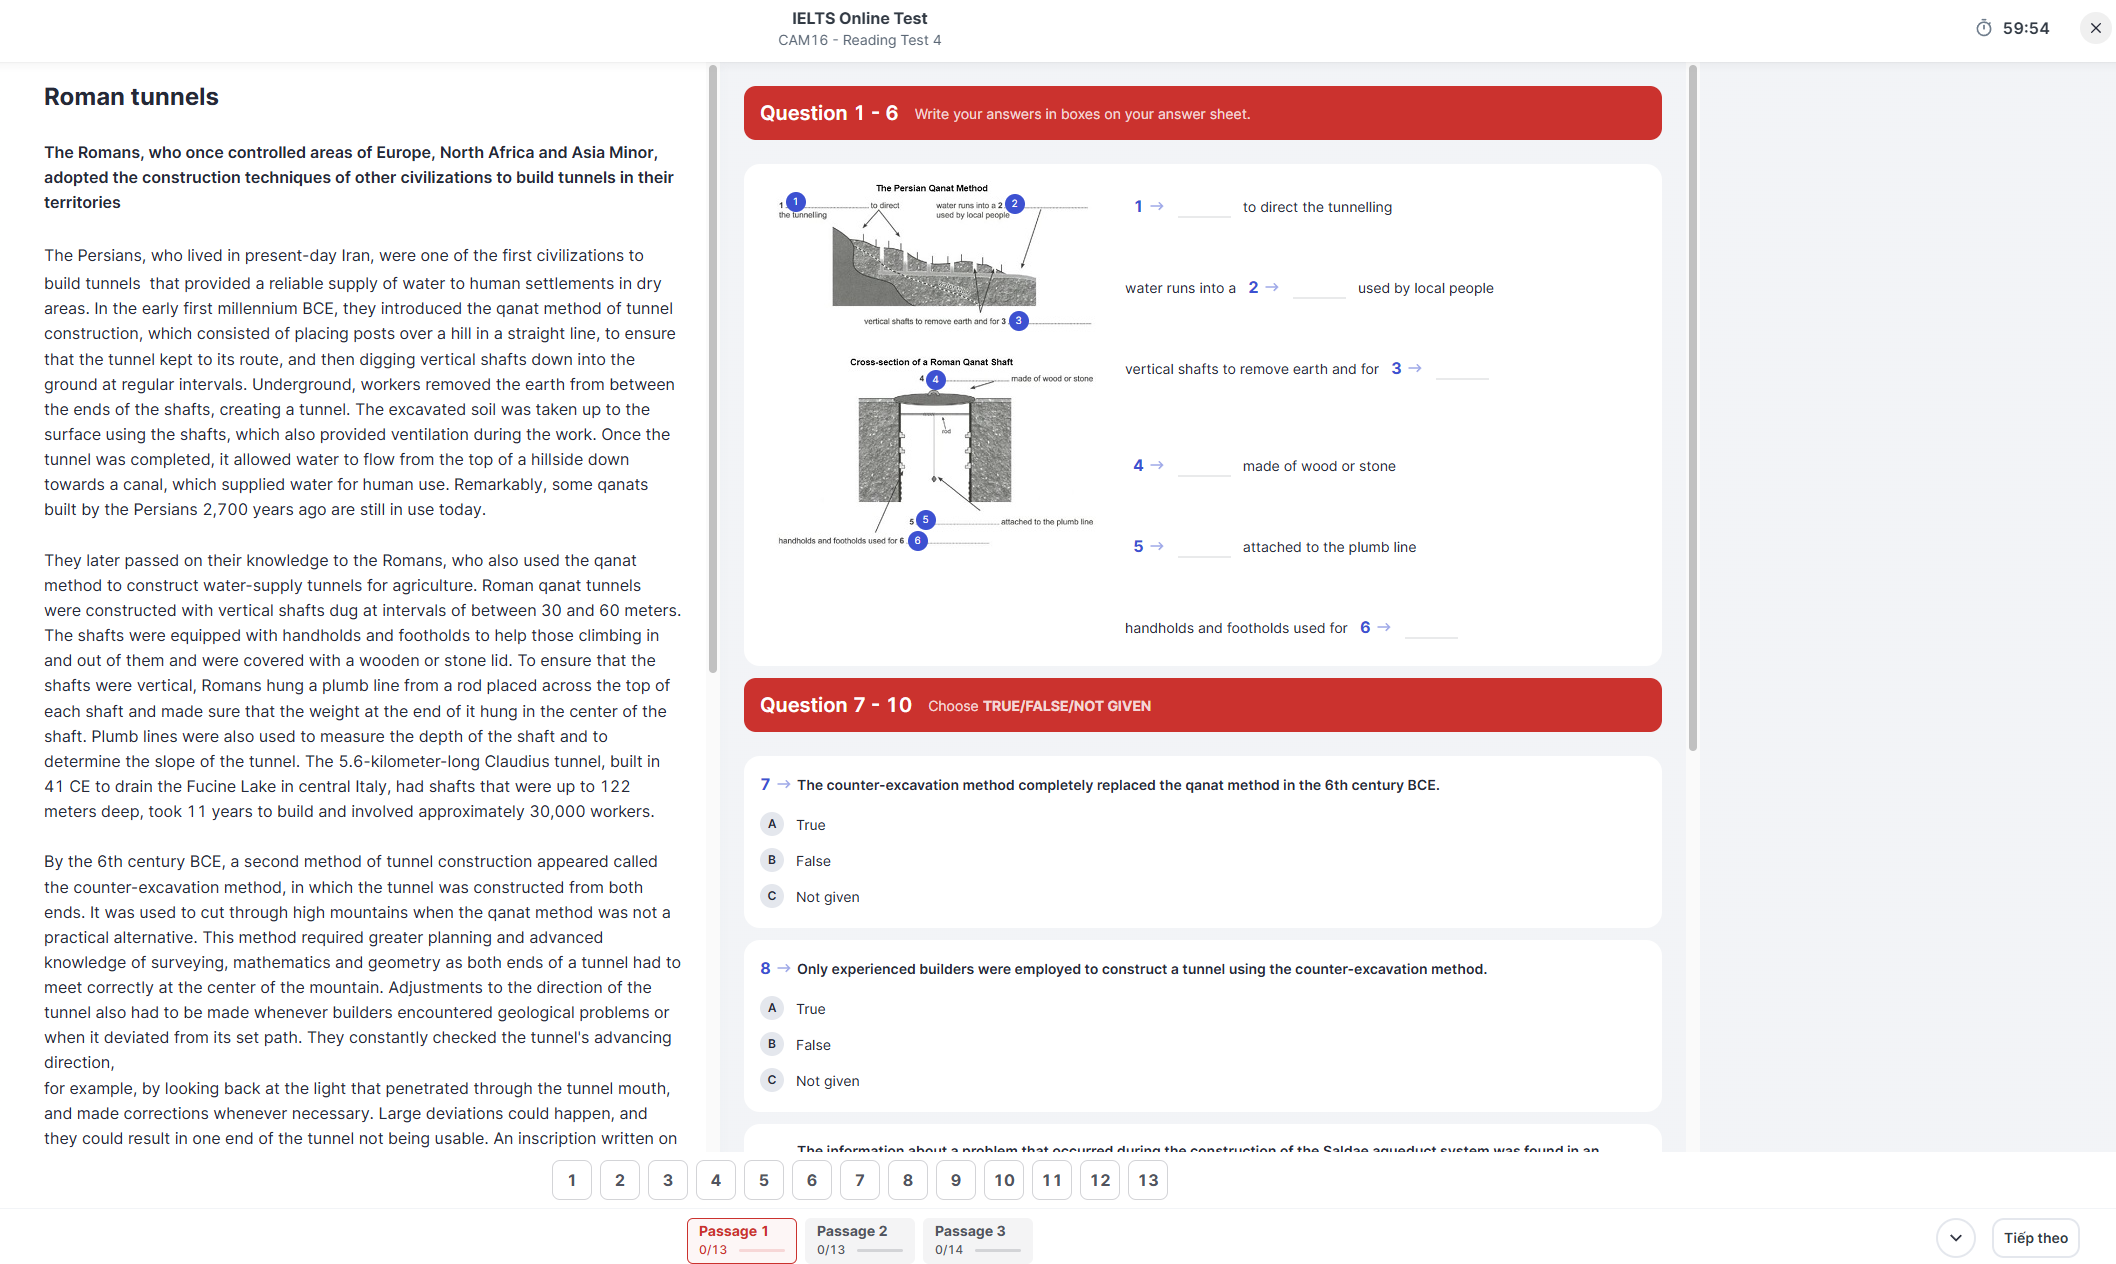 IELTS Online Test
CAM16 - Reading Test 4
59:54
Roman tunnels
The Romans, who once controlled areas of Europe, North Africa and Asia Minor,
adopted the construction techniques of other civilizations to build tunnels in their
territories
The Persians, who lived in present-day Iran, were one of the first civilizations to
build tunnels that provided a reliable supply of water to human settlements in dry
areas. In the early first millennium BCE, they introduced the qanat method of tunnel
construction, which consisted of placing posts over a hill in a straight line, to ensure
that the tunnel kept to its route, and then digging vertical shafts down into the
ground at regular intervals. Underground, workers removed the earth from between
the ends of the shafts, creating a tunnel. The excavated soil was taken up to the
surface using the shafts, which also provided ventilation during the work. Once the
tunnel was completed, it allowed water to flow from the top of a hillside down
towards a canal, which supplied water for human use. Remarkably, some qanats
built by the Persians 2,700 years ago are still in use today.
They later passed on their knowledge to the Romans, who also used the qanat
method to construct water-supply tunnels for agriculture. Roman qanat tunnels
were constructed with vertical shafts dug at intervals of between 30 and 60 meters.
The shafts were equipped with handholds and footholds to help those climbing in
and out of them and were covered with a wooden or stone lid. To ensure that the
shafts were vertical, Romans hung a plumb line from a rod placed across the top of
each shaft and made sure that the weight at the end of it hung in the center of the
shaft. Plumb lines were also used to measure the depth of the shaft and to
determine the slope of the tunnel. The 5.6-kilometer-long Claudius tunnel, built in
41 CE to drain the Fucine Lake in central Italy, had shafts that were up to 122
meters deep, took 11 years to build and involved approximately 30,000 workers.
By the 6th century BCE, a second method of tunnel construction appeared called
the counter-excavation method, in which the tunnel was constructed from both
ends. It was used to cut through high mountains when the qanat method was not a
practical alternative. This method required greater planning and advanced
knowledge of surveying, mathematics and geometry as both ends of a tunnel had to
meet correctly at the center of the mountain. Adjustments to the direction of the
tunnel also had to be made whenever builders encountered geological problems or
when it deviated from its set path. They constantly checked the tunnel's advancing
direction,
for example, by looking back at the light that penetrated through the tunnel mouth,
and made corrections whenever necessary. Large deviations could happen, and
they could result in one end of the tunnel not being usable. An inscription written on
Question 1 - 6 Write your answers in boxes on your answer sheet.
The Persian Qanat Method
1 1 to direct
the tunnelling
water runs into a 2 2
used by local people
vertical shafts to remove earth and for 3 3
Cross-section of a Roman Qanat Shaft
4 4 made of wood or stone
rod
5 5 attached to the plumb line
handholds and footholds used for 6 6
1 → to direct the tunnelling
water runs into a 2 → used by local people
vertical shafts to remove earth and for 3 →
4 → made of wood or stone
5 → attached to the plumb line
handholds and footholds used for 6 →
Question 7 - 10 Choose TRUE/FALSE/NOT GIVEN
7 → The counter-excavation method completely replaced the qanat method in the 6th century BCE.
A True
B False
C Not given
8 → Only experienced builders were employed to construct a tunnel using the counter-excavation method.
A True
B False
C Not given
The information about a problem that occurred during the construction of the Saldae aqueduct system was found in an
1 2 3 4 5 6 7 8 9 10 11 12 13
Passage 1
0/13
Passage 2
0/13
Passage 3
0/14
Tiếp theo